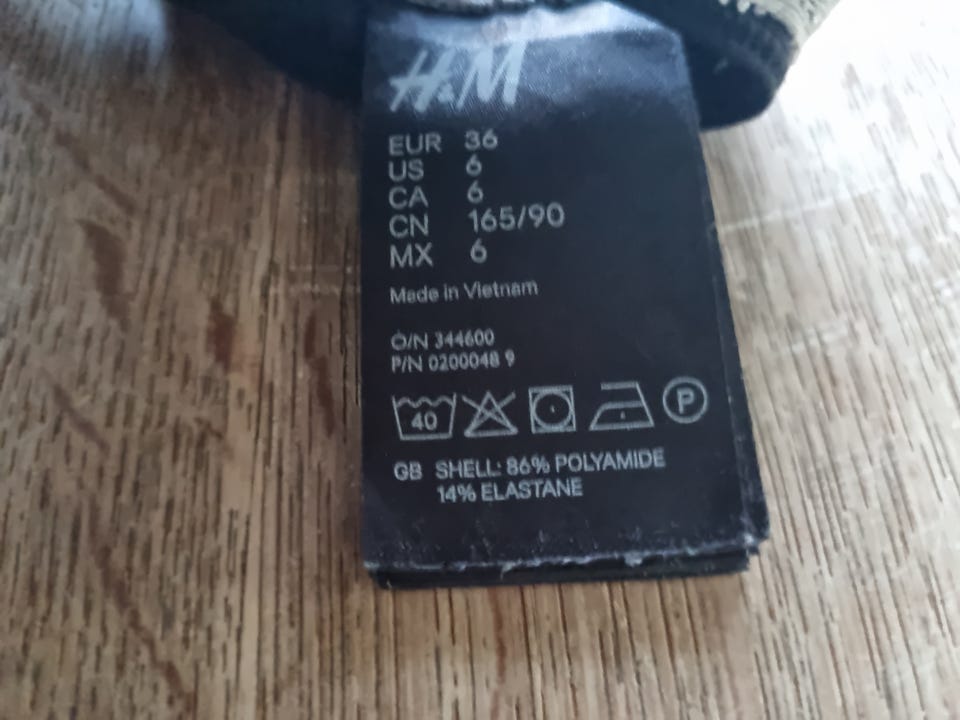 H&M
EUR 36
US 6
CA 6
CN 165/90
MX 6
Made in Vietnam
O/N 344600
P/N 0200048 9
40 P
GB SHELL: 86% POLYAMIDE
14% ELASTANE